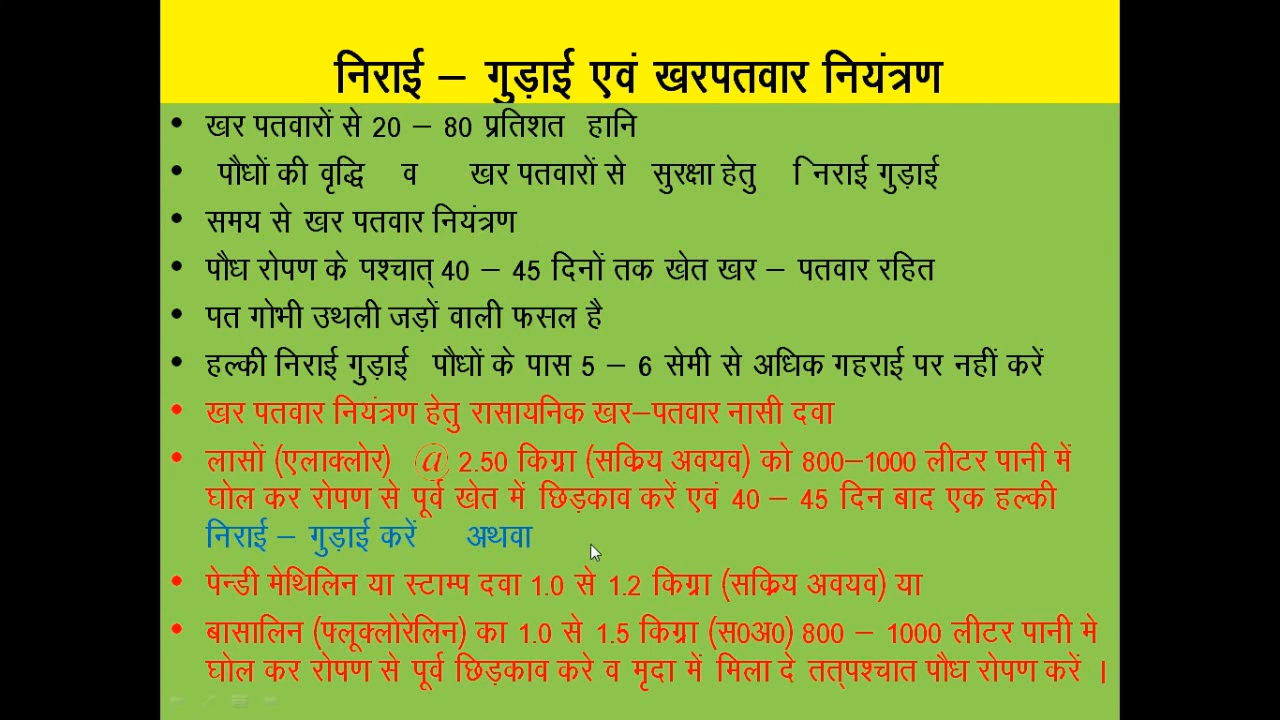 निराई – गुड़ाई एवं खरपतवार नियंत्रण
• खर पतवारों से 20 – 80 प्रतिशत हानि
• पौधों की वृद्धि व खर पतवारों से सुरक्षा हेतु निराई गुड़ाई
• समय से खर पतवार नियंत्रण
• पौध रोपण के पश्चात् 40 – 45 दिनों तक खेत खर – पतवार रहित
• पत गोभी उथली जड़ों वाली फसल है
• हल्की निराई गुड़ाई पौधों के पास 5 – 6 सेमी से अधिक गहराई पर नहीं करें
• खर पतवार नियंत्रण हेतु रासायनिक खर–पतवार नासी दवा
• लासों (एलाक्लोर) @ 2.50 किग्रा (सक्रिय अवयव) को 800–1000 लीटर पानी में
घोल कर रोपण से पूर्व खेत में छिड़काव करें एवं 40 – 45 दिन बाद एक हल्की
निराई – गुड़ाई करें अथवा
• पेन्डी मेथिलिन या स्टाम्प दवा 1.0 से 1.2 किग्रा (सक्रिय अवयव) या
• बासालिन (फ्लूक्लोरेलिन) का 1.0 से 1.5 किग्रा (स0अ0) 800 – 1000 लीटर पानी मे
घोल कर रोपण से पूर्व छिड़काव करे व मृदा में मिला दे तत्पश्चात पौध रोपण करें ।